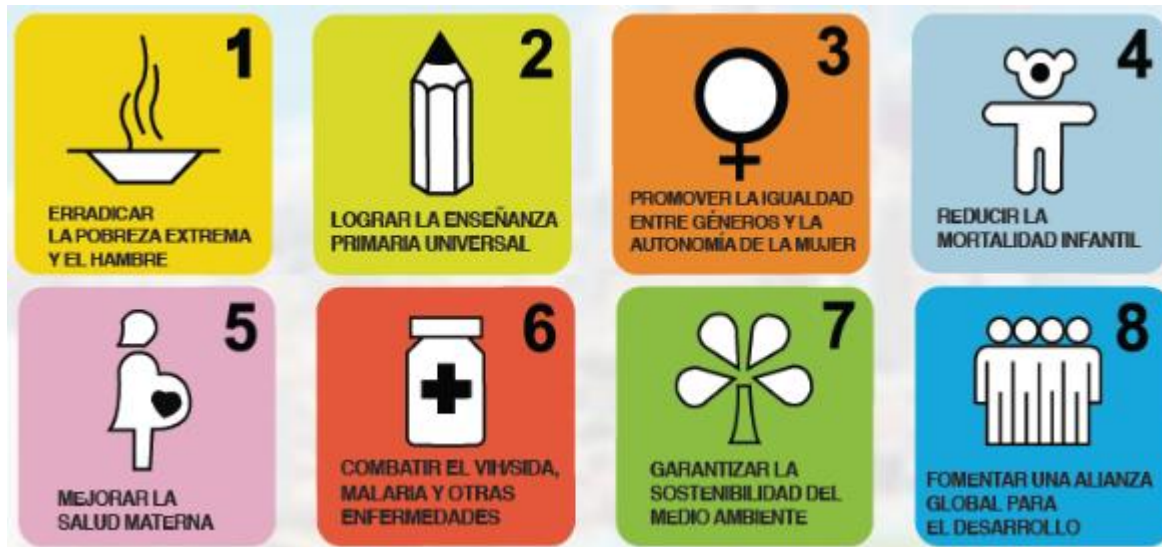 1
ERRADICAR
LA POBREZA EXTREMA
Y EL HAMBRE
2
LOGRAR LA ENSEÑANZA
PRIMARIA UNIVERSAL
3
PROMOVER LA IGUALDAD
ENTRE GÉNEROS Y LA
AUTONOMÍA DE LA MUJER
4
REDUCIR LA
MORTALIDAD INFANTIL
5
MEJORAR LA
SALUD MATERNA
6
COMBATIR EL VIH/SIDA,
MALARIA Y OTRAS
ENFERMEDADES
7
GARANTIZAR LA
SOSTENIBILIDAD DEL
MEDIO AMBIENTE
8
FOMENTAR UNA ALIANZA
GLOBAL PARA
EL DESARROLLO